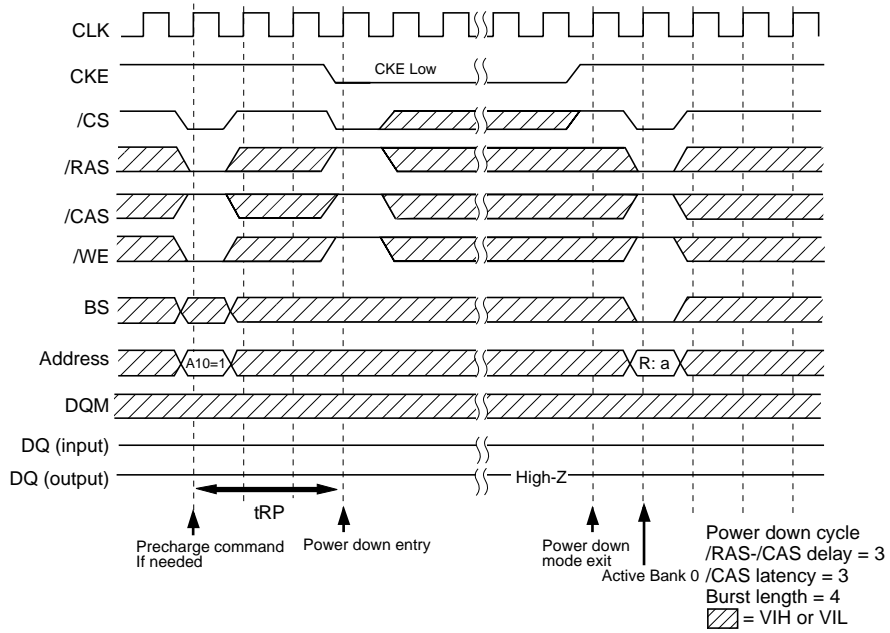 CLK
CKE
CKE Low
/CS
/RAS
/CAS
/WE
BS
Address
A10=1
R: a
DQM
DQ (input)
DQ (output)
High-Z
tRP
Precharge command
If needed
Power down entry
Power down
mode exit
Active Bank 0
Power down cycle
/RAS-/CAS delay = 3
/CAS latency = 3
Burst length = 4
= VIH or VIL